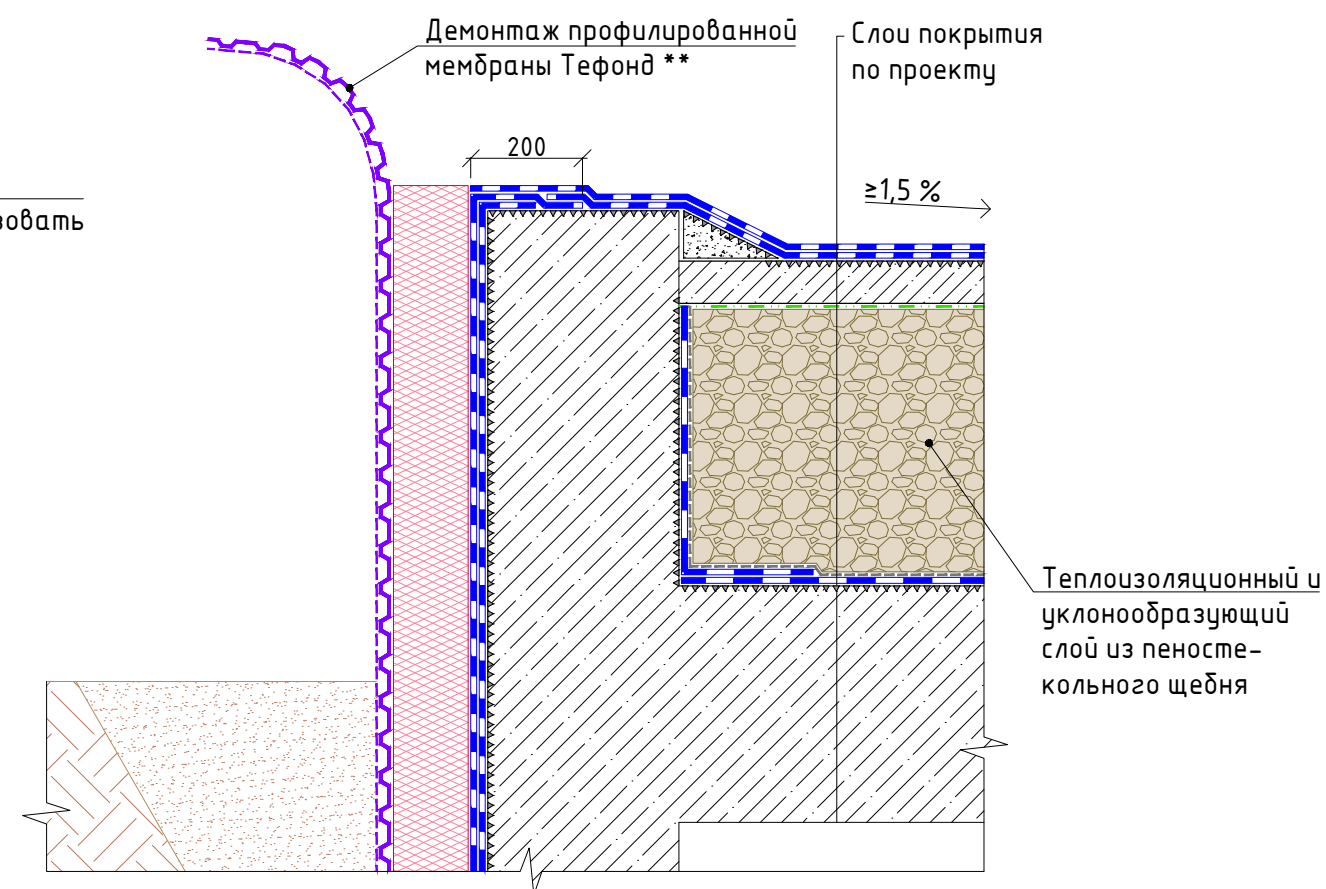 Демонтаж профилированной
мембраны Тефонд **
Слои покрытия
по проекту
200
≥1,5 %
Теплоизоляционный и
уклонообразующий
слой из пеносте-
кольного щебня